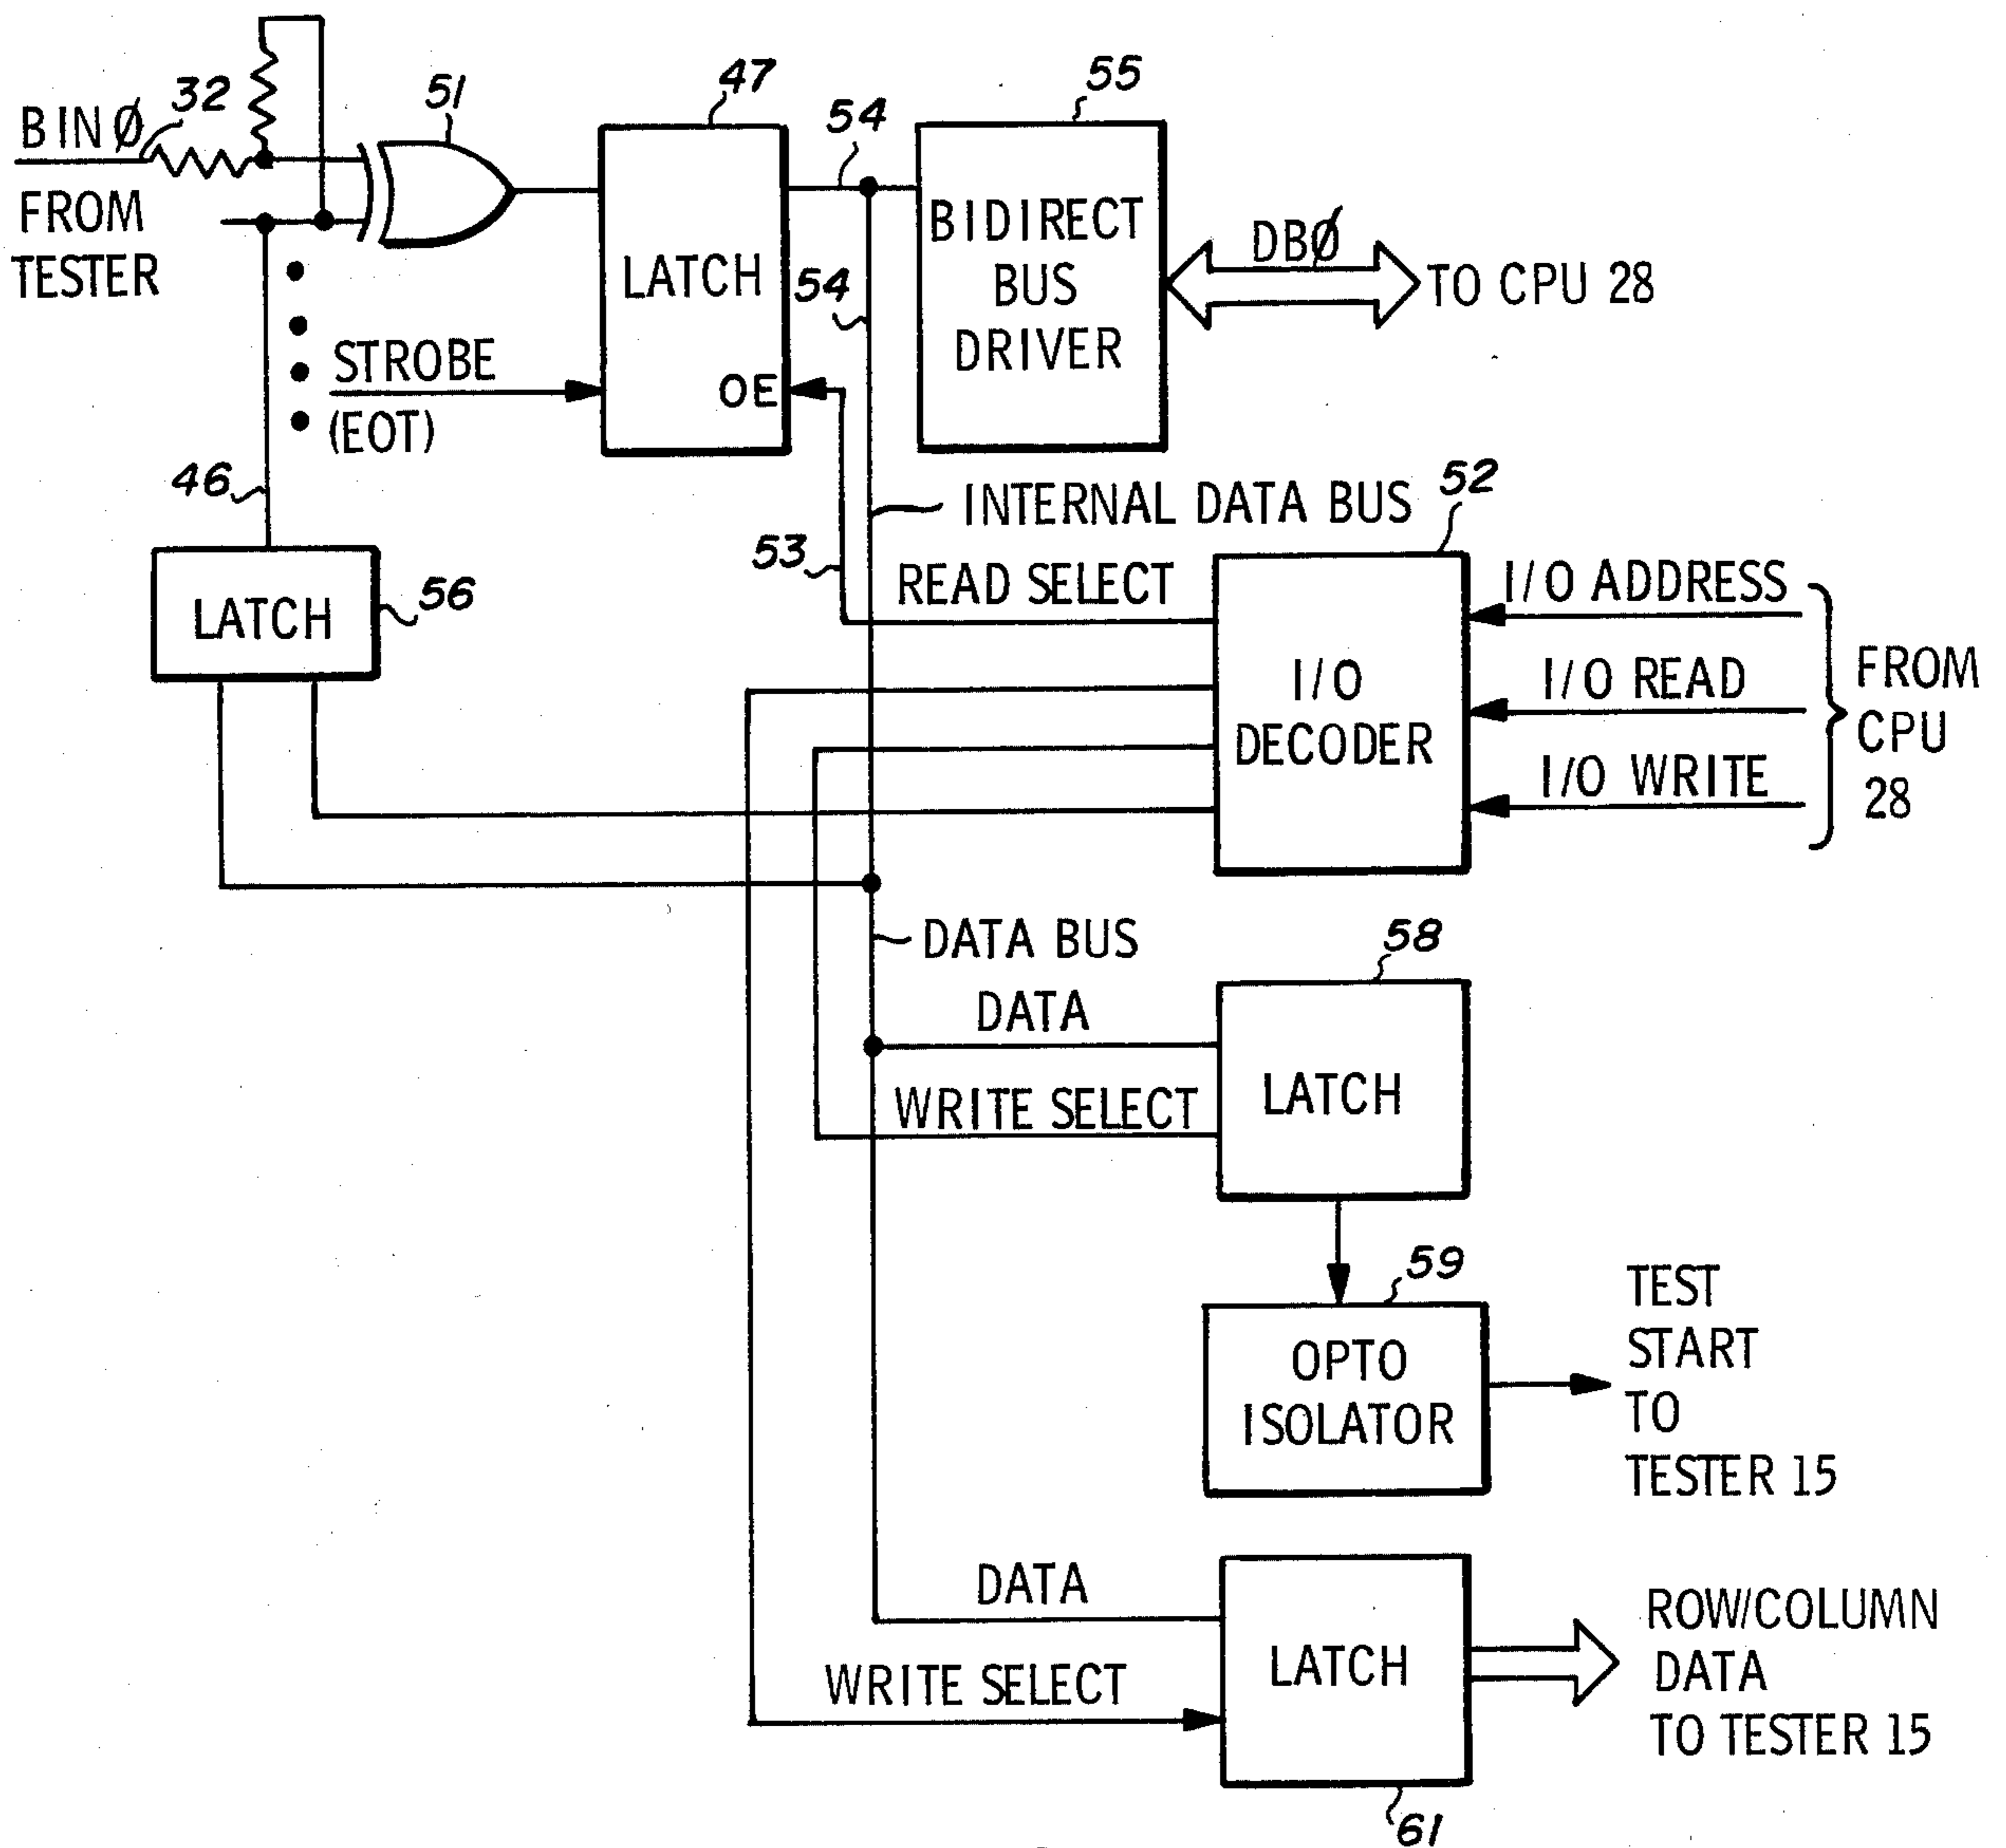 32
51
47
55
BIN Ø
FROM
TESTER
54
LATCH
54
BIDIRECT
BUS
DRIVER
DBØ
TO CPU 28
STROBE
(EOT)
OE
46
INTERNAL DATA BUS
52
53
READ SELECT
LATCH
56
I/O
DECODER
I/O ADDRESS
I/O READ
I/O WRITE
FROM
CPU
28
DATA BUS
58
DATA
WRITE SELECT
LATCH
59
OPTO
ISOLATOR
TEST
START
TO
TESTER 15
DATA
WRITE SELECT
LATCH
ROW/COLUMN
DATA
TO TESTER 15
61